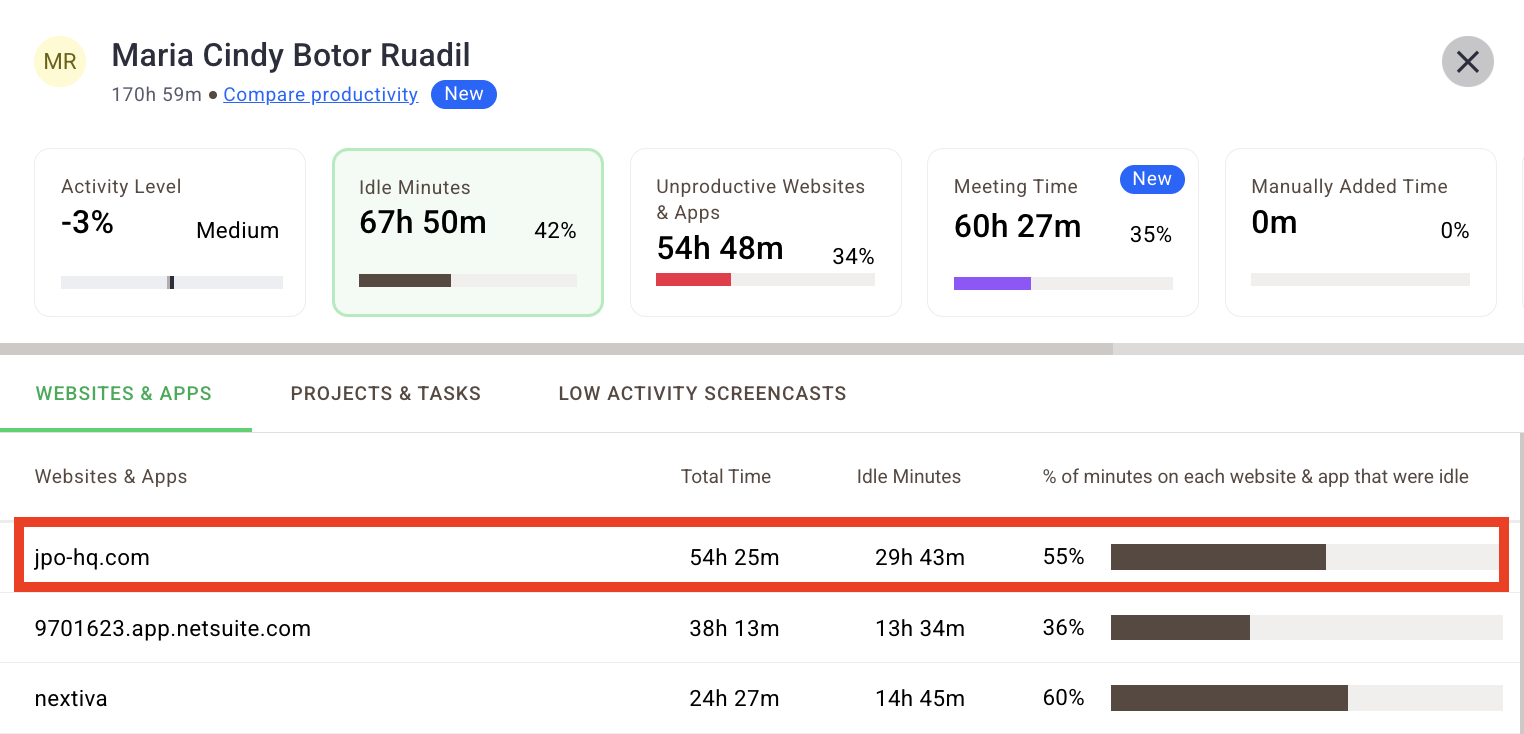 MR
Maria Cindy Botor Ruadil
170h 59m • Compare productivity New
Activity Level
-3% Medium
Idle Minutes
67h 50m 42%
Unproductive Websites
& Apps
54h 48m 34%
Meeting Time New
60h 27m 35%
Manually Added Time
0m 0%
WEBSITES & APPS PROJECTS & TASKS LOW ACTIVITY SCREENCASTS
Websites & Apps Total Time Idle Minutes % of minutes on each website & app that were idle
jpo-hq.com 54h 25m 29h 43m 55%
9701623.app.netsuite.com 38h 13m 13h 34m 36%
nextiva 24h 27m 14h 45m 60%